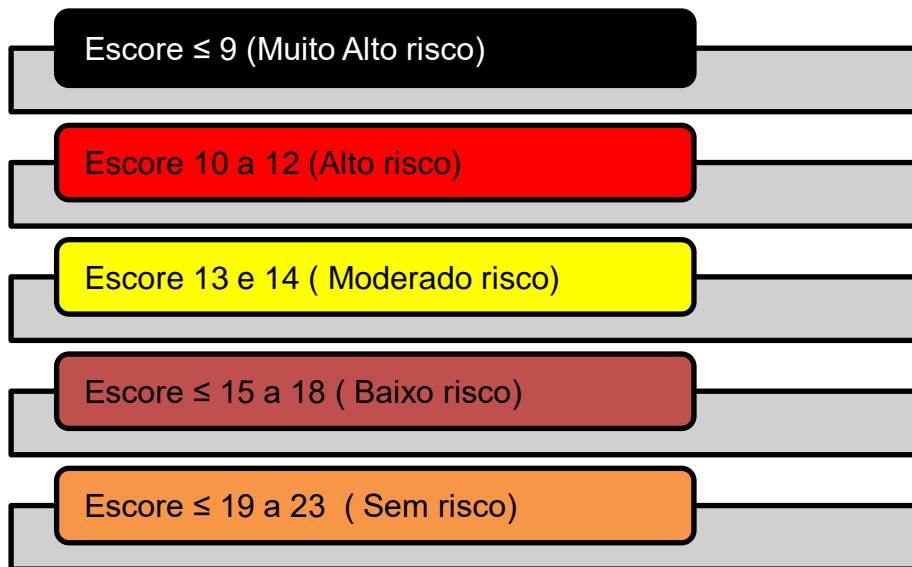 Escore ≤ 9 (Muito Alto risco)
Escore 10 a 12 (Alto risco)
Escore 13 e 14 ( Moderado risco)
Escore ≤ 15 a 18 ( Baixo risco)
Escore ≤ 19 a 23 ( Sem risco)